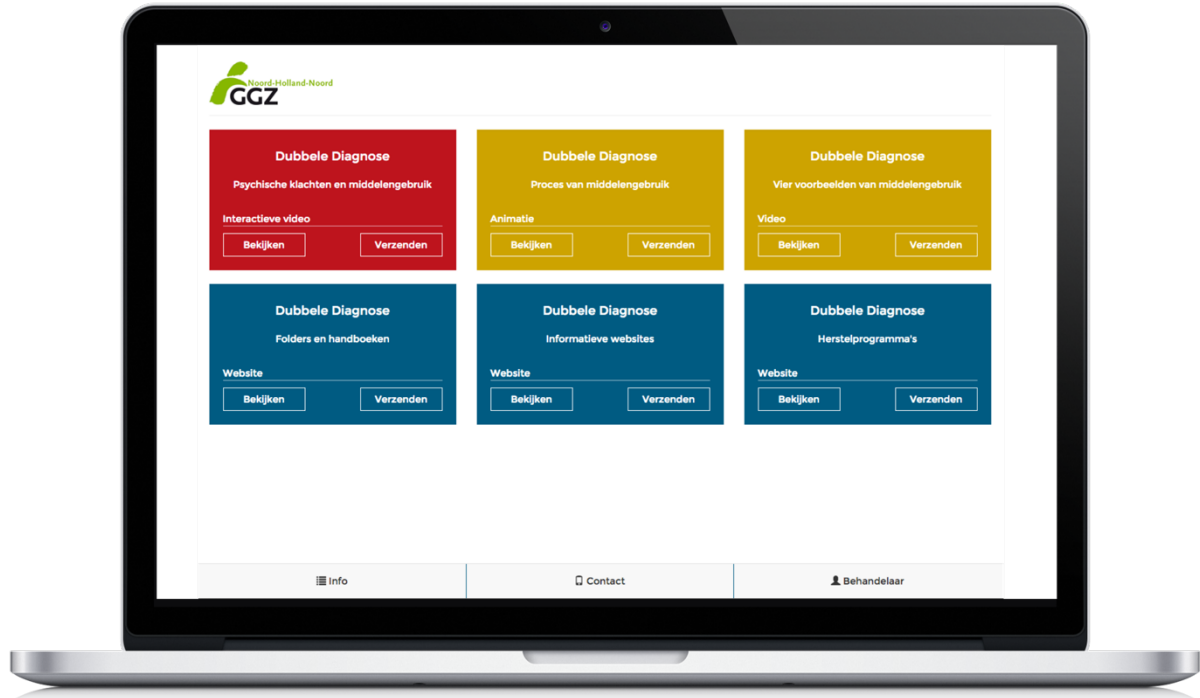 Noord-Holland-Noord
GGZ
Dubbele Diagnose
Psychische klachten en middelengebruik
Interactieve video
Bekijken
Verzenden
Dubbele Diagnose
Proces van middelengebruik
Animatie
Bekijken
Verzenden
Dubbele Diagnose
Vier voorbeelden van middelengebruik
Video
Bekijken
Verzenden
Dubbele Diagnose
Folders en handboeken
Website
Bekijken
Verzenden
Dubbele Diagnose
Informatieve websites
Website
Bekijken
Verzenden
Dubbele Diagnose
Herstelprogramma's
Website
Bekijken
Verzenden
Info
Contact
Behandelaar